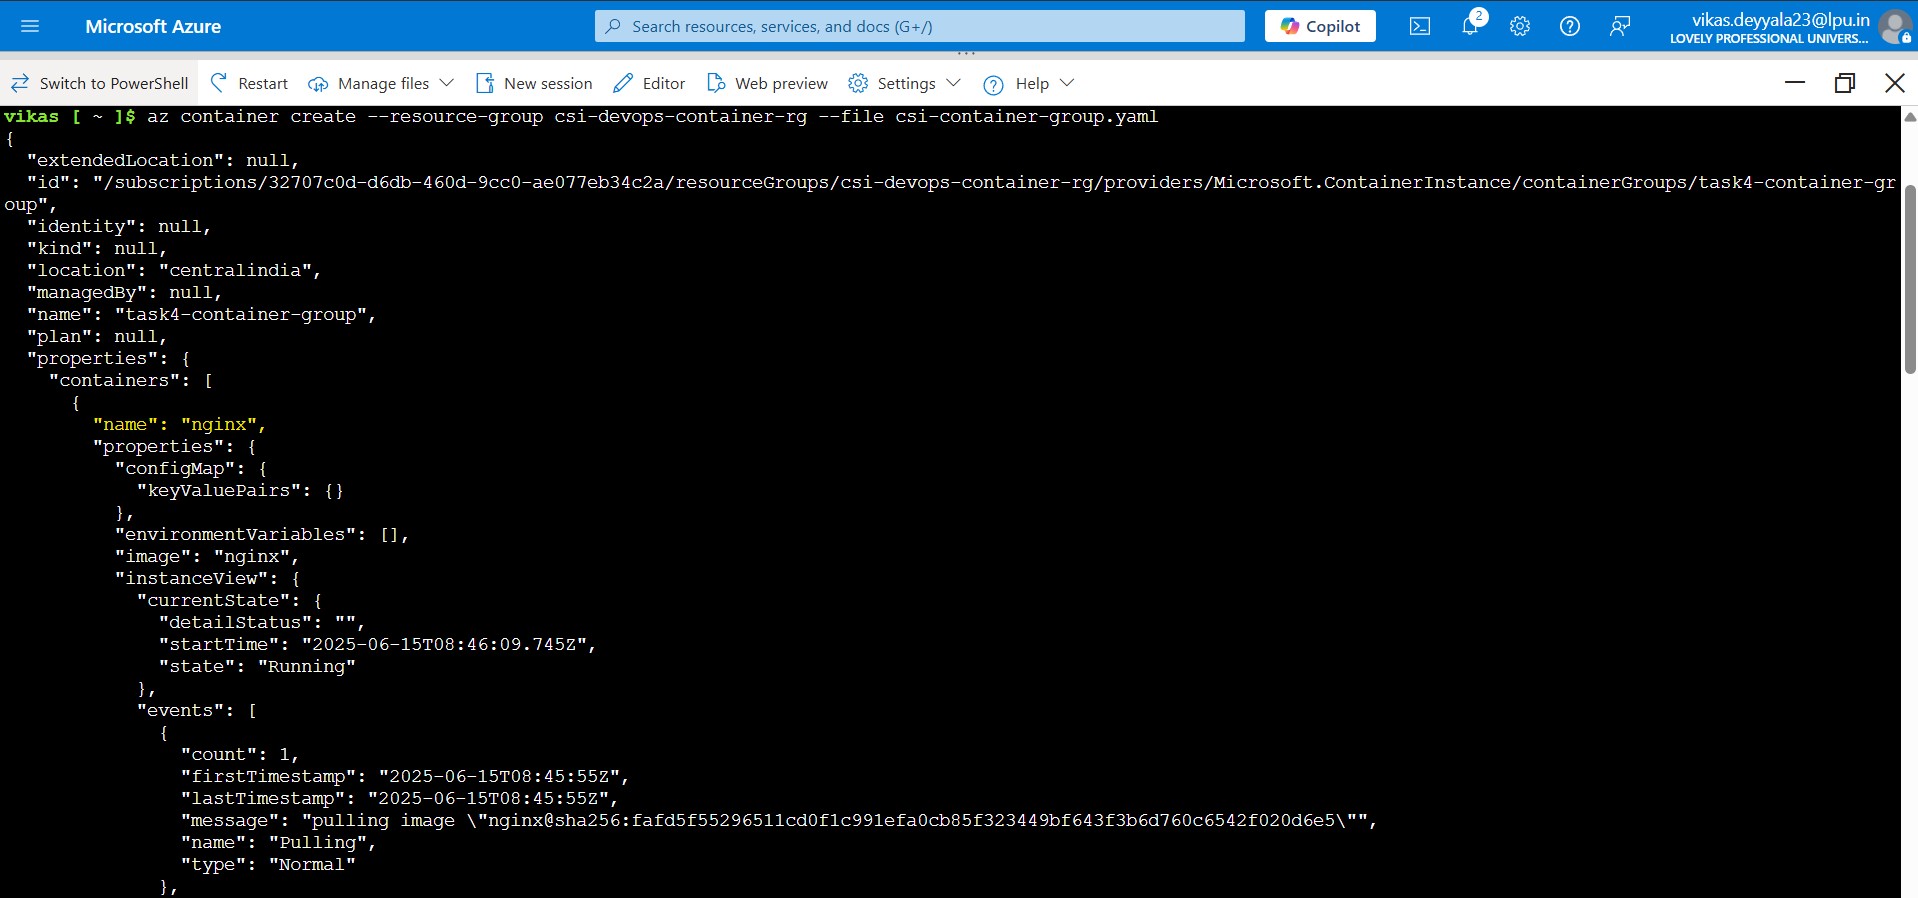 Microsoft Azure
Search resources, services, and docs (G+/)
Copilot
2
vikas.deyyala23@lpu.in
LOVELY PROFESSIONAL UNIVERS...
Switch to PowerShell
Restart
Manage files
New session
Editor
Web preview
Settings
Help
vikas [ ~ ]$ az container create --resource-group csi-devops-container-rg --file csi-container-group.yaml
{
  "extendedLocation": null,
  "id": "/subscriptions/32707c0d-d6db-460d-9cc0-ae077eb34c2a/resourceGroups/csi-devops-container-rg/providers/Microsoft.ContainerInstance/containerGroups/task4-container-gr
oup",
  "identity": null,
  "kind": null,
  "location": "centralindia",
  "managedBy": null,
  "name": "task4-container-group",
  "plan": null,
  "properties": {
    "containers": [
      {
        "name": "nginx",
        "properties": {
          "configMap": {
            "keyValuePairs": {}
          },
          "environmentVariables": [],
          "image": "nginx",
          "instanceView": {
            "currentState": {
              "detailStatus": "",
              "startTime": "2025-06-15T08:46:09.745Z",
              "state": "Running"
            },
            "events": [
              {
                "count": 1,
                "firstTimestamp": "2025-06-15T08:45:55Z",
                "lastTimestamp": "2025-06-15T08:45:55Z",
                "message": "pulling image \"nginx@sha256:fafd5f55296511cd0f1c991efa0cb85f323449bf643f3b6d760c6542f020d6e5\"",
                "name": "Pulling",
                "type": "Normal"
              },